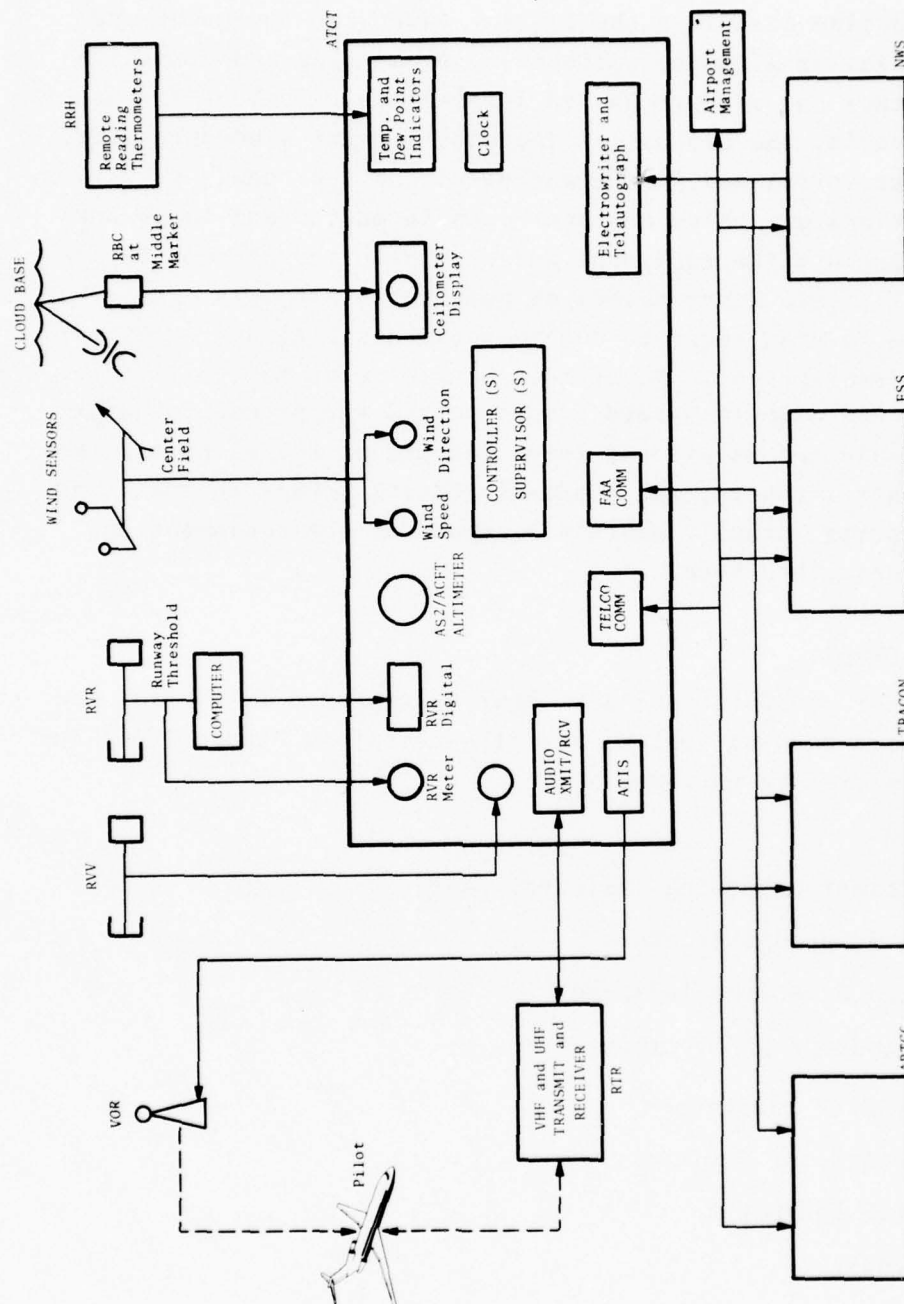 RVV
RVR
WIND SENSORS
CLOUD BASE
RRH
Remote
Reading
Thermometers
RBC
at
Middle
Marker
Center
Field
Runway
Threshold
COMPUTER
VOR
Pilot
VHF and UHF
TRANSMIT and
RECEIVER
RTR
ATCT
RVR
Meter
RVR
Digital
AS2/ACFT
ALTIMETER
Wind
Speed
Wind
Direction
Ceilometer
Display
Temp. and
Dew Point
Indicators
Clock
CONTROLLER (S)
SUPERVISOR (S)
AUDIO
XMIT/RCV
ATIS
TELCO
COMM
FAA
COMM
Electrowriter and
Telautograph
Airport
Management
ARTCC
TRACON
FSS
NWS